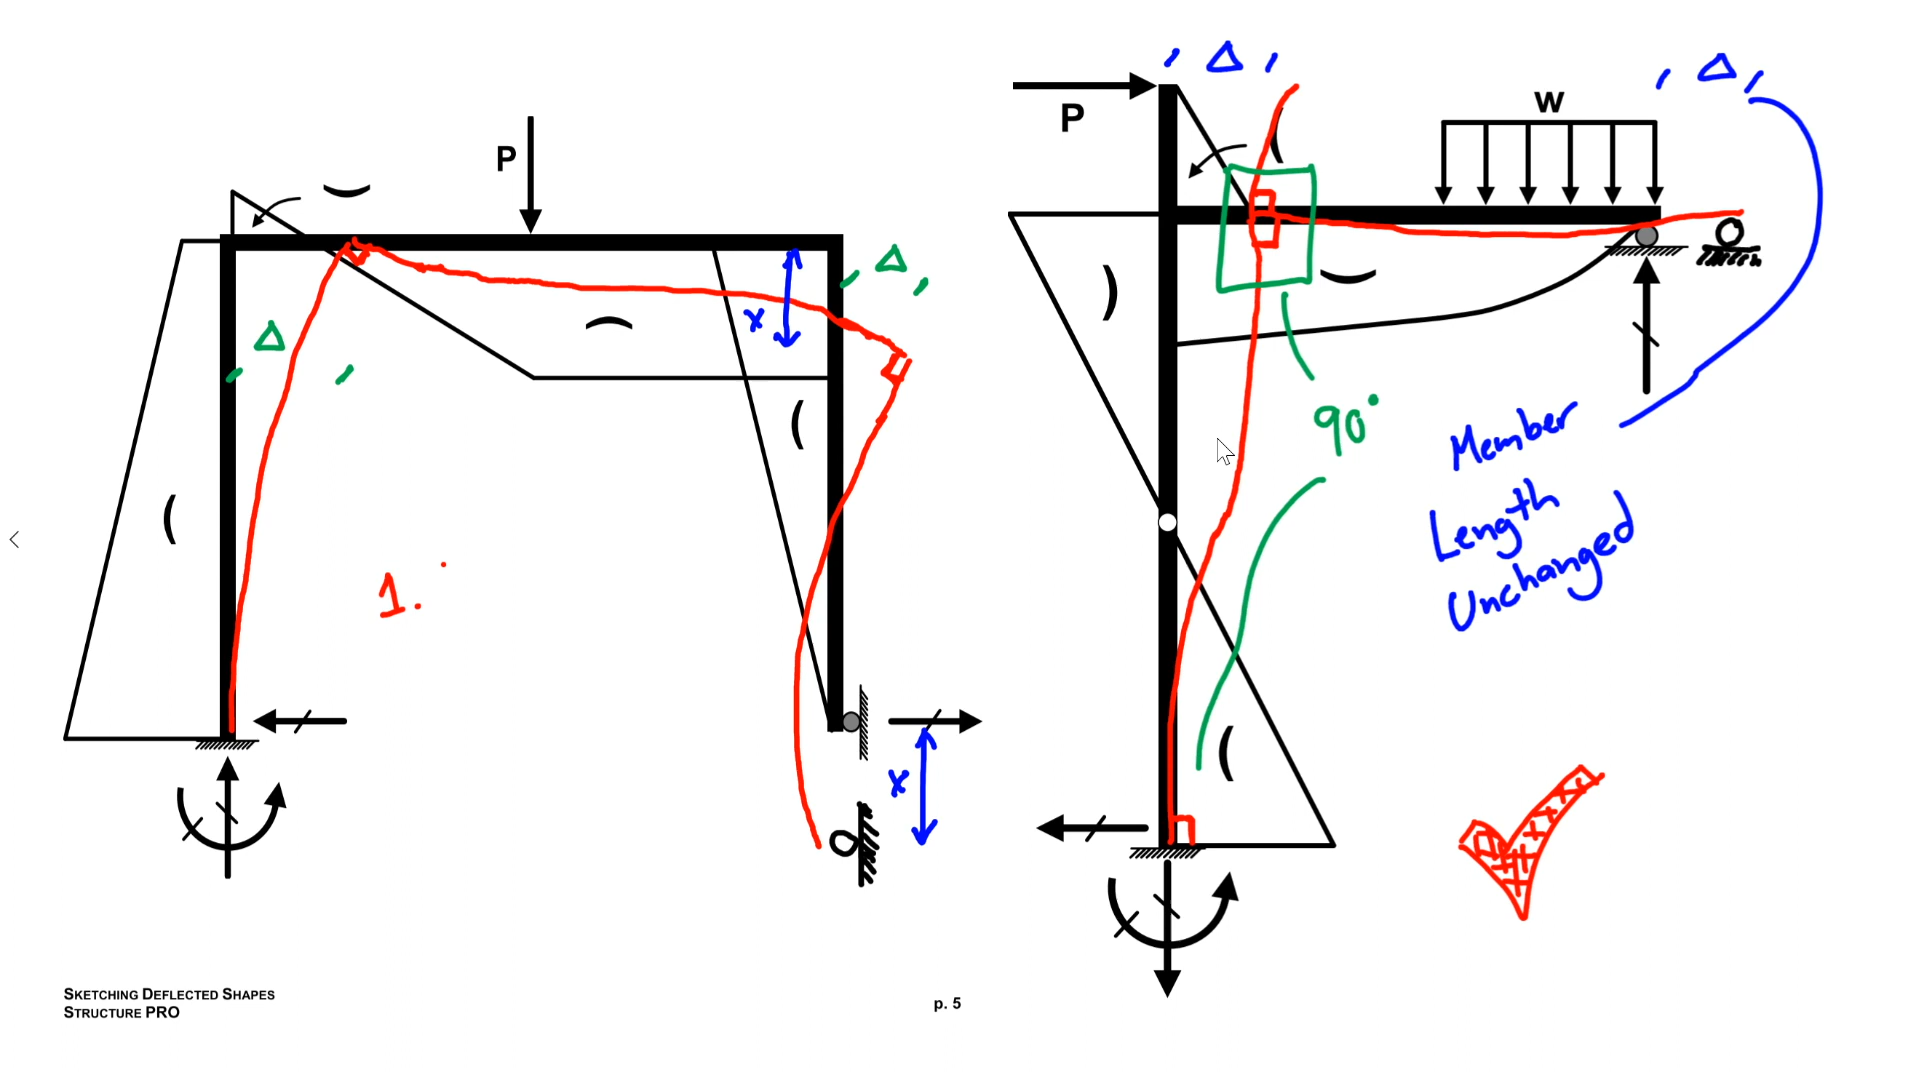 P
Δ
Δ
x
1.
x
P
Δ
Δ
w
90°
Member
Length
Unchanged
SKETCHING DEFLECTED SHAPES
STRUCTURE PRO
p. 5